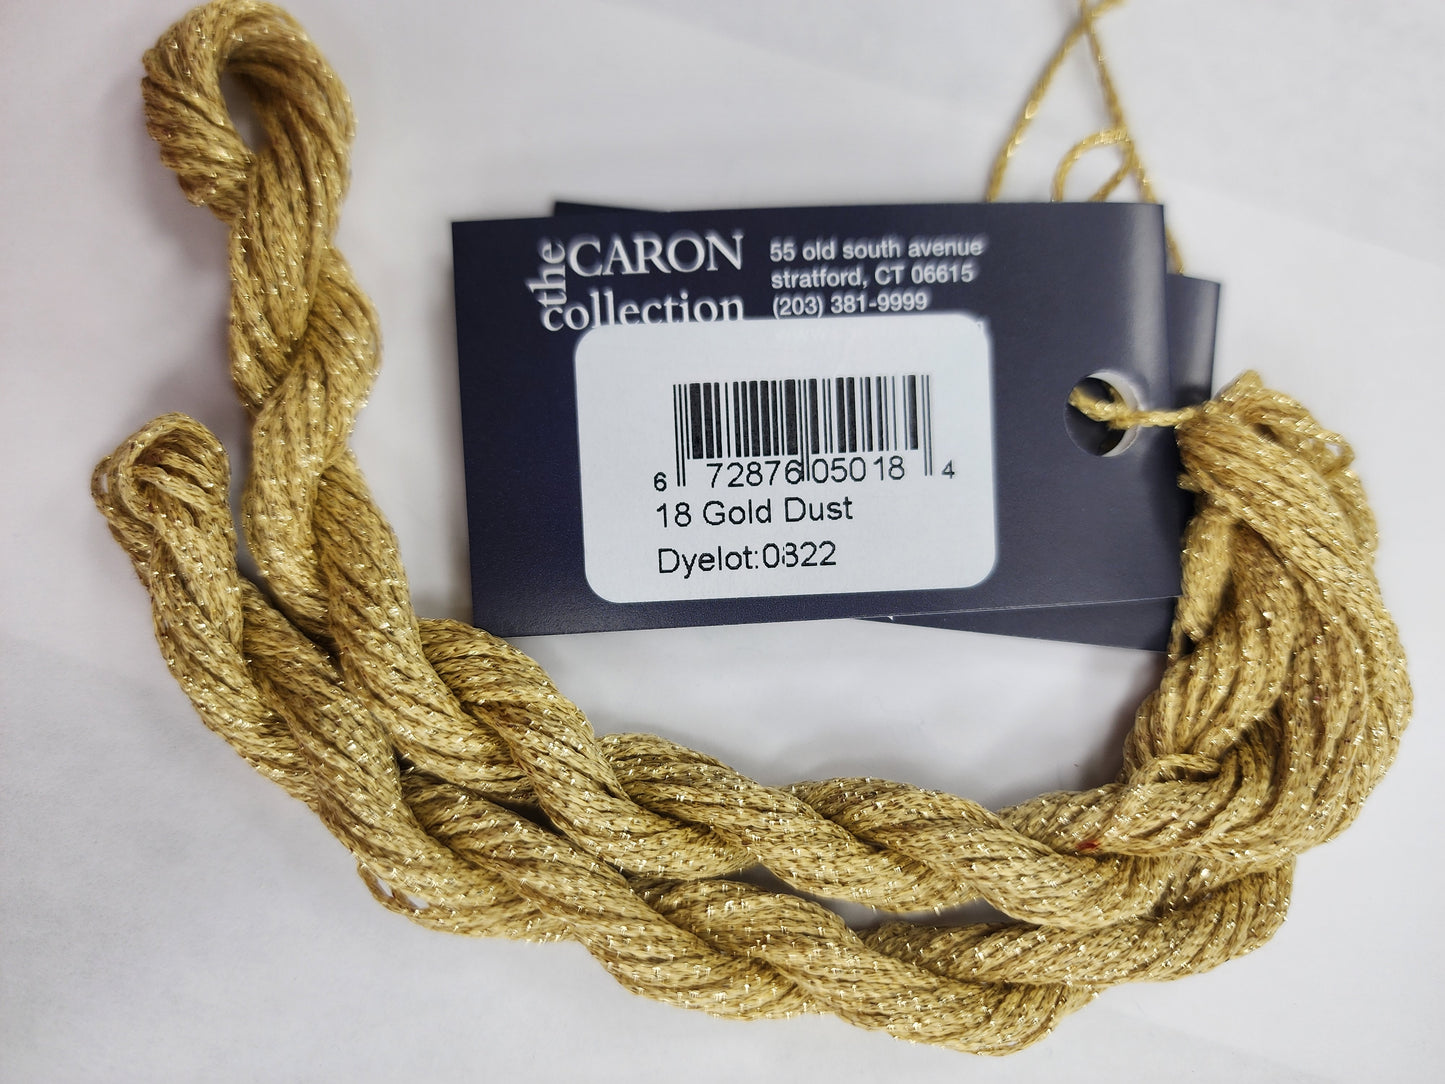 the CARON
collection
55 old south avenue
stratford, CT 06615
(203) 381-9999
6 72876 05018 4
18 Gold Dust
Dyelot:0322